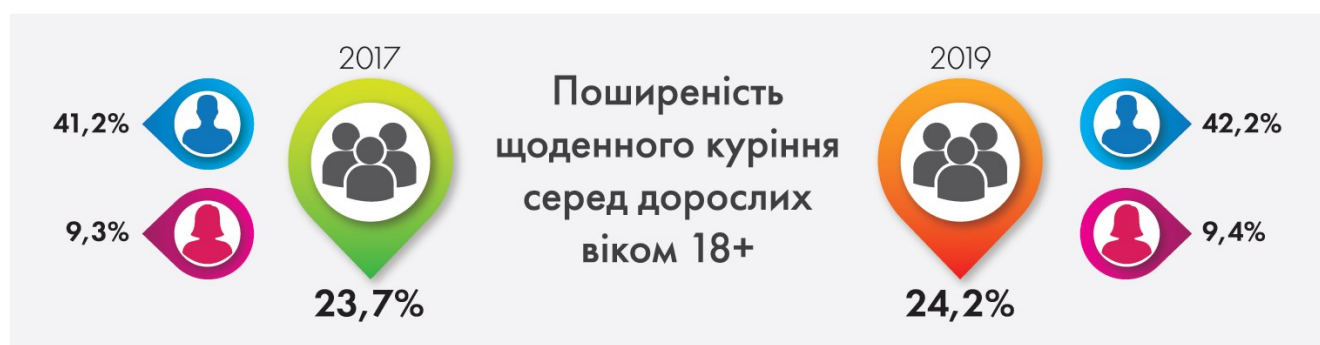 2017
41,2%
9,3%
23,7%
Поширеність
щоденного куріння
серед дорослих
віком 18+
2019
42,2%
9,4%
24,2%